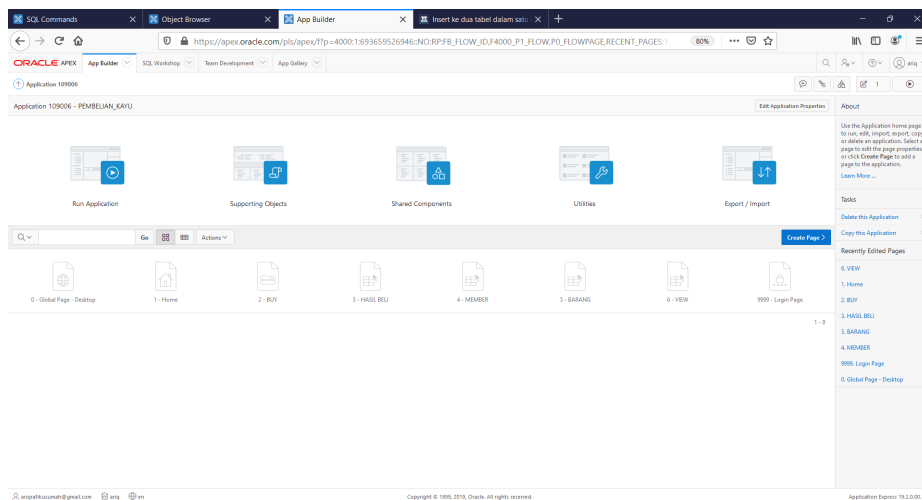 SQL Commands
Object Browser
App Builder
Insert ke dua tabel dalam satu
https://apex.oracle.com/pls/apex/f?p=4000:1:693659526946::NO:RP:FB_FLOW_ID,F4000_P1_FLOW,P0_FLOWPAGE,RECENT_PAGES:1
80%
ORACLE APEX App Builder SQL Workshop Team Development App Gallery
ariq
Application 109006
1
Application 109006 - PEMBELIAN_KAYU
Edit Application Properties
Run Application
Supporting Objects
Shared Components
Utilities
Export / Import
Go
Actions
Create Page >
0 - Global Page - Desktop
1 - Home
2 - BUY
3 - HASIL BELI
4 - MEMBER
5 - BARANG
6 - VIEW
9999 - Login Page
1 - 8
About
Use the Application home page
to run, edit, import, export, copy
or delete an application. Select a
page to edit the page properties
or click Create Page to add a
page to the application.
Learn More ...
Tasks
Delete this Application
Copy this Application
Recently Edited Pages
6. VIEW
1. Home
2. BUY
3. HASIL BELI
5. BARANG
4. MEMBER
9999. Login Page
0. Global Page - Desktop
ariqrafikusumah@gmail.com ariq en
Copyright © 1999, 2019, Oracle. All rights reserved.
Application Express 19.2.0.00.